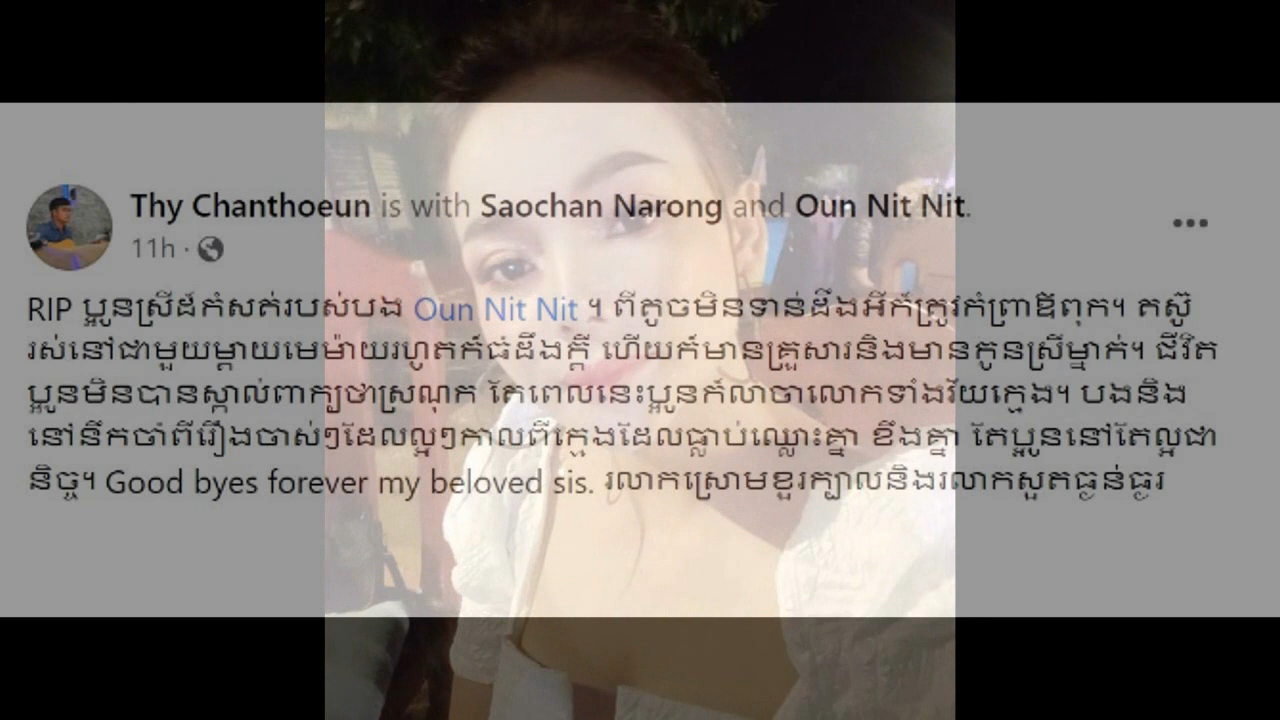 Thy Chanthoeun is with Saochan Narong and Oun Nit Nit.
11h ·
RIP ប្អូនស្រីដ៏កំសត់របស់បង Oun Nit Nit ។ ពីតូចមិនទាន់ដឹងអីក៏ត្រូវកំព្រាឪពុក។ តស៊ូ
រស់នៅជាមួយម្តាយមេម៉ាយរហូតក៏ធំដឹងក្តី ហើយក៍មានគ្រួសារនិងមានកូនស្រីម្នាក់។ ជីវិត
ប្អូនមិនបានស្គាល់ពាក្យថាស្រណុក តែពេលនេះប្អូនក៍លាចាលោកទាំងវ័យក្មេង។ បងនិង
នៅនឹកចាំពីរឿងចាស់ៗដែលល្អៗកាលពីក្មេងដែលធ្លាប់ឈ្លោះគ្នា ខឹងគ្នា តែប្អូននៅតែល្អជា
និច្ច។ Good byes forever my beloved sis. រលាកស្រោមខួរក្បាលនិងរលាកសួតធ្ងន់ធ្ងរ